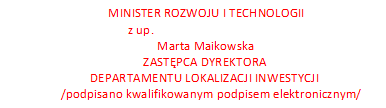 MINISTER ROZWOJU I TECHNOLOGII
z up.
Marta Maikowska
ZASTĘPCA DYREKTORA
DEPARTAMENTU LOKALIZACJI INWESTYCJI
/podpisano kwalifikowanym podpisem elektronicznym/